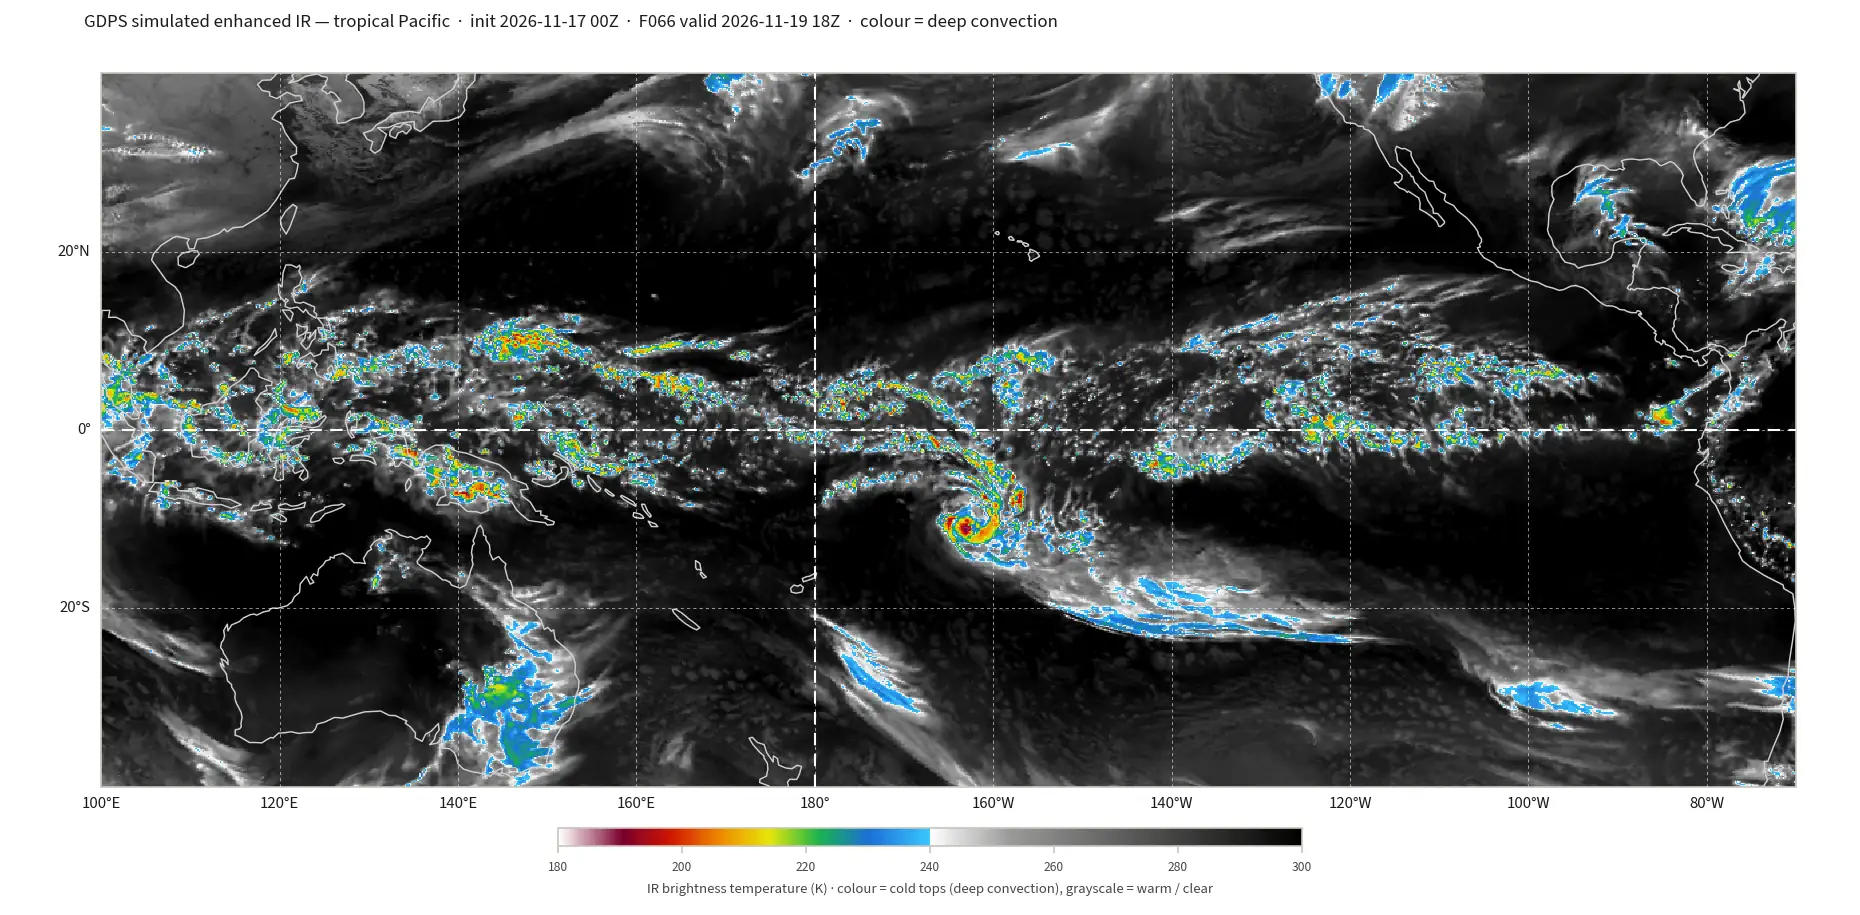 GDPS simulated enhanced IR — tropical Pacific · init 2026-11-17 00Z · F066 valid 2026-11-19 18Z · colour = deep convection
20°N
0°
20°S
100°E 120°E 140°E 160°E 180° 160°W 140°W 120°W 100°W 80°W
180 200 220 240 260 280 300
IR brightness temperature (K) · colour = cold tops (deep convection), grayscale = warm / clear